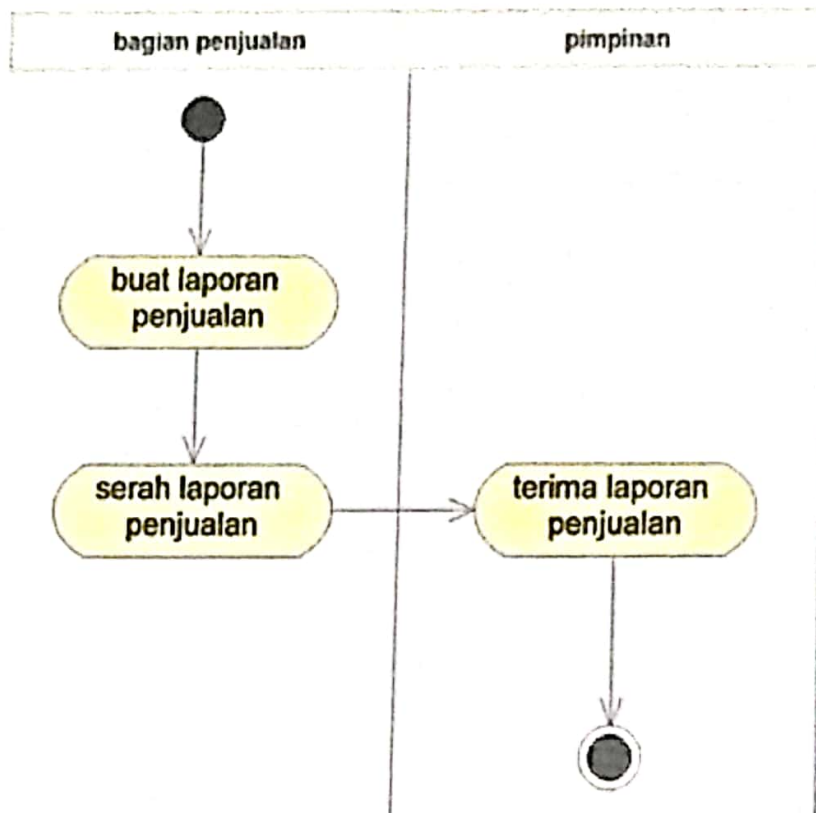 bagian penjualan
pimpinan
buat laporan
penjualan
serah laporan
penjualan
terima laporan
penjualan